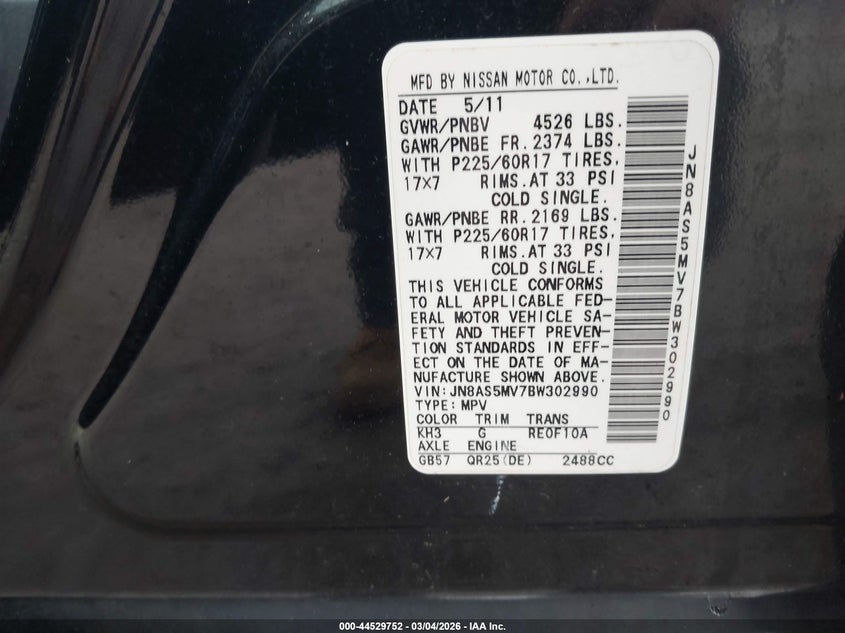 MFD BY NISSAN MOTOR CO.,LTD.
DATE 5/11
GVWR/PNBV 4526 LBS.
GAWR/PNBE FR. 2374 LBS.
WITH P225/60R17 TIRES,
17X7 RIMS.AT 33 PSI
COLD SINGLE.
GAWR/PNBE RR. 2169 LBS.
WITH P225/60R17 TIRES,
17X7 RIMS.AT 33 PSI
COLD SINGLE.
THIS VEHICLE CONFORMS
TO ALL APPLICABLE FED-
ERAL MOTOR VEHICLE SA-
FETY AND THEFT PREVEN-
TION STANDARDS IN EFF-
ECT ON THE DATE OF MA-
NUFACTURE SHOWN ABOVE.
VIN: JN8AS5MV7BW302990
TYPE: MPV
COLOR TRIM TRANS
KH3 G RE0F10A
AXLE ENGINE
GB57 QR25(DE) 2488CC
JN8AS5MV7BW302990
000-44529752 - 03/04/2026 - IAA Inc.